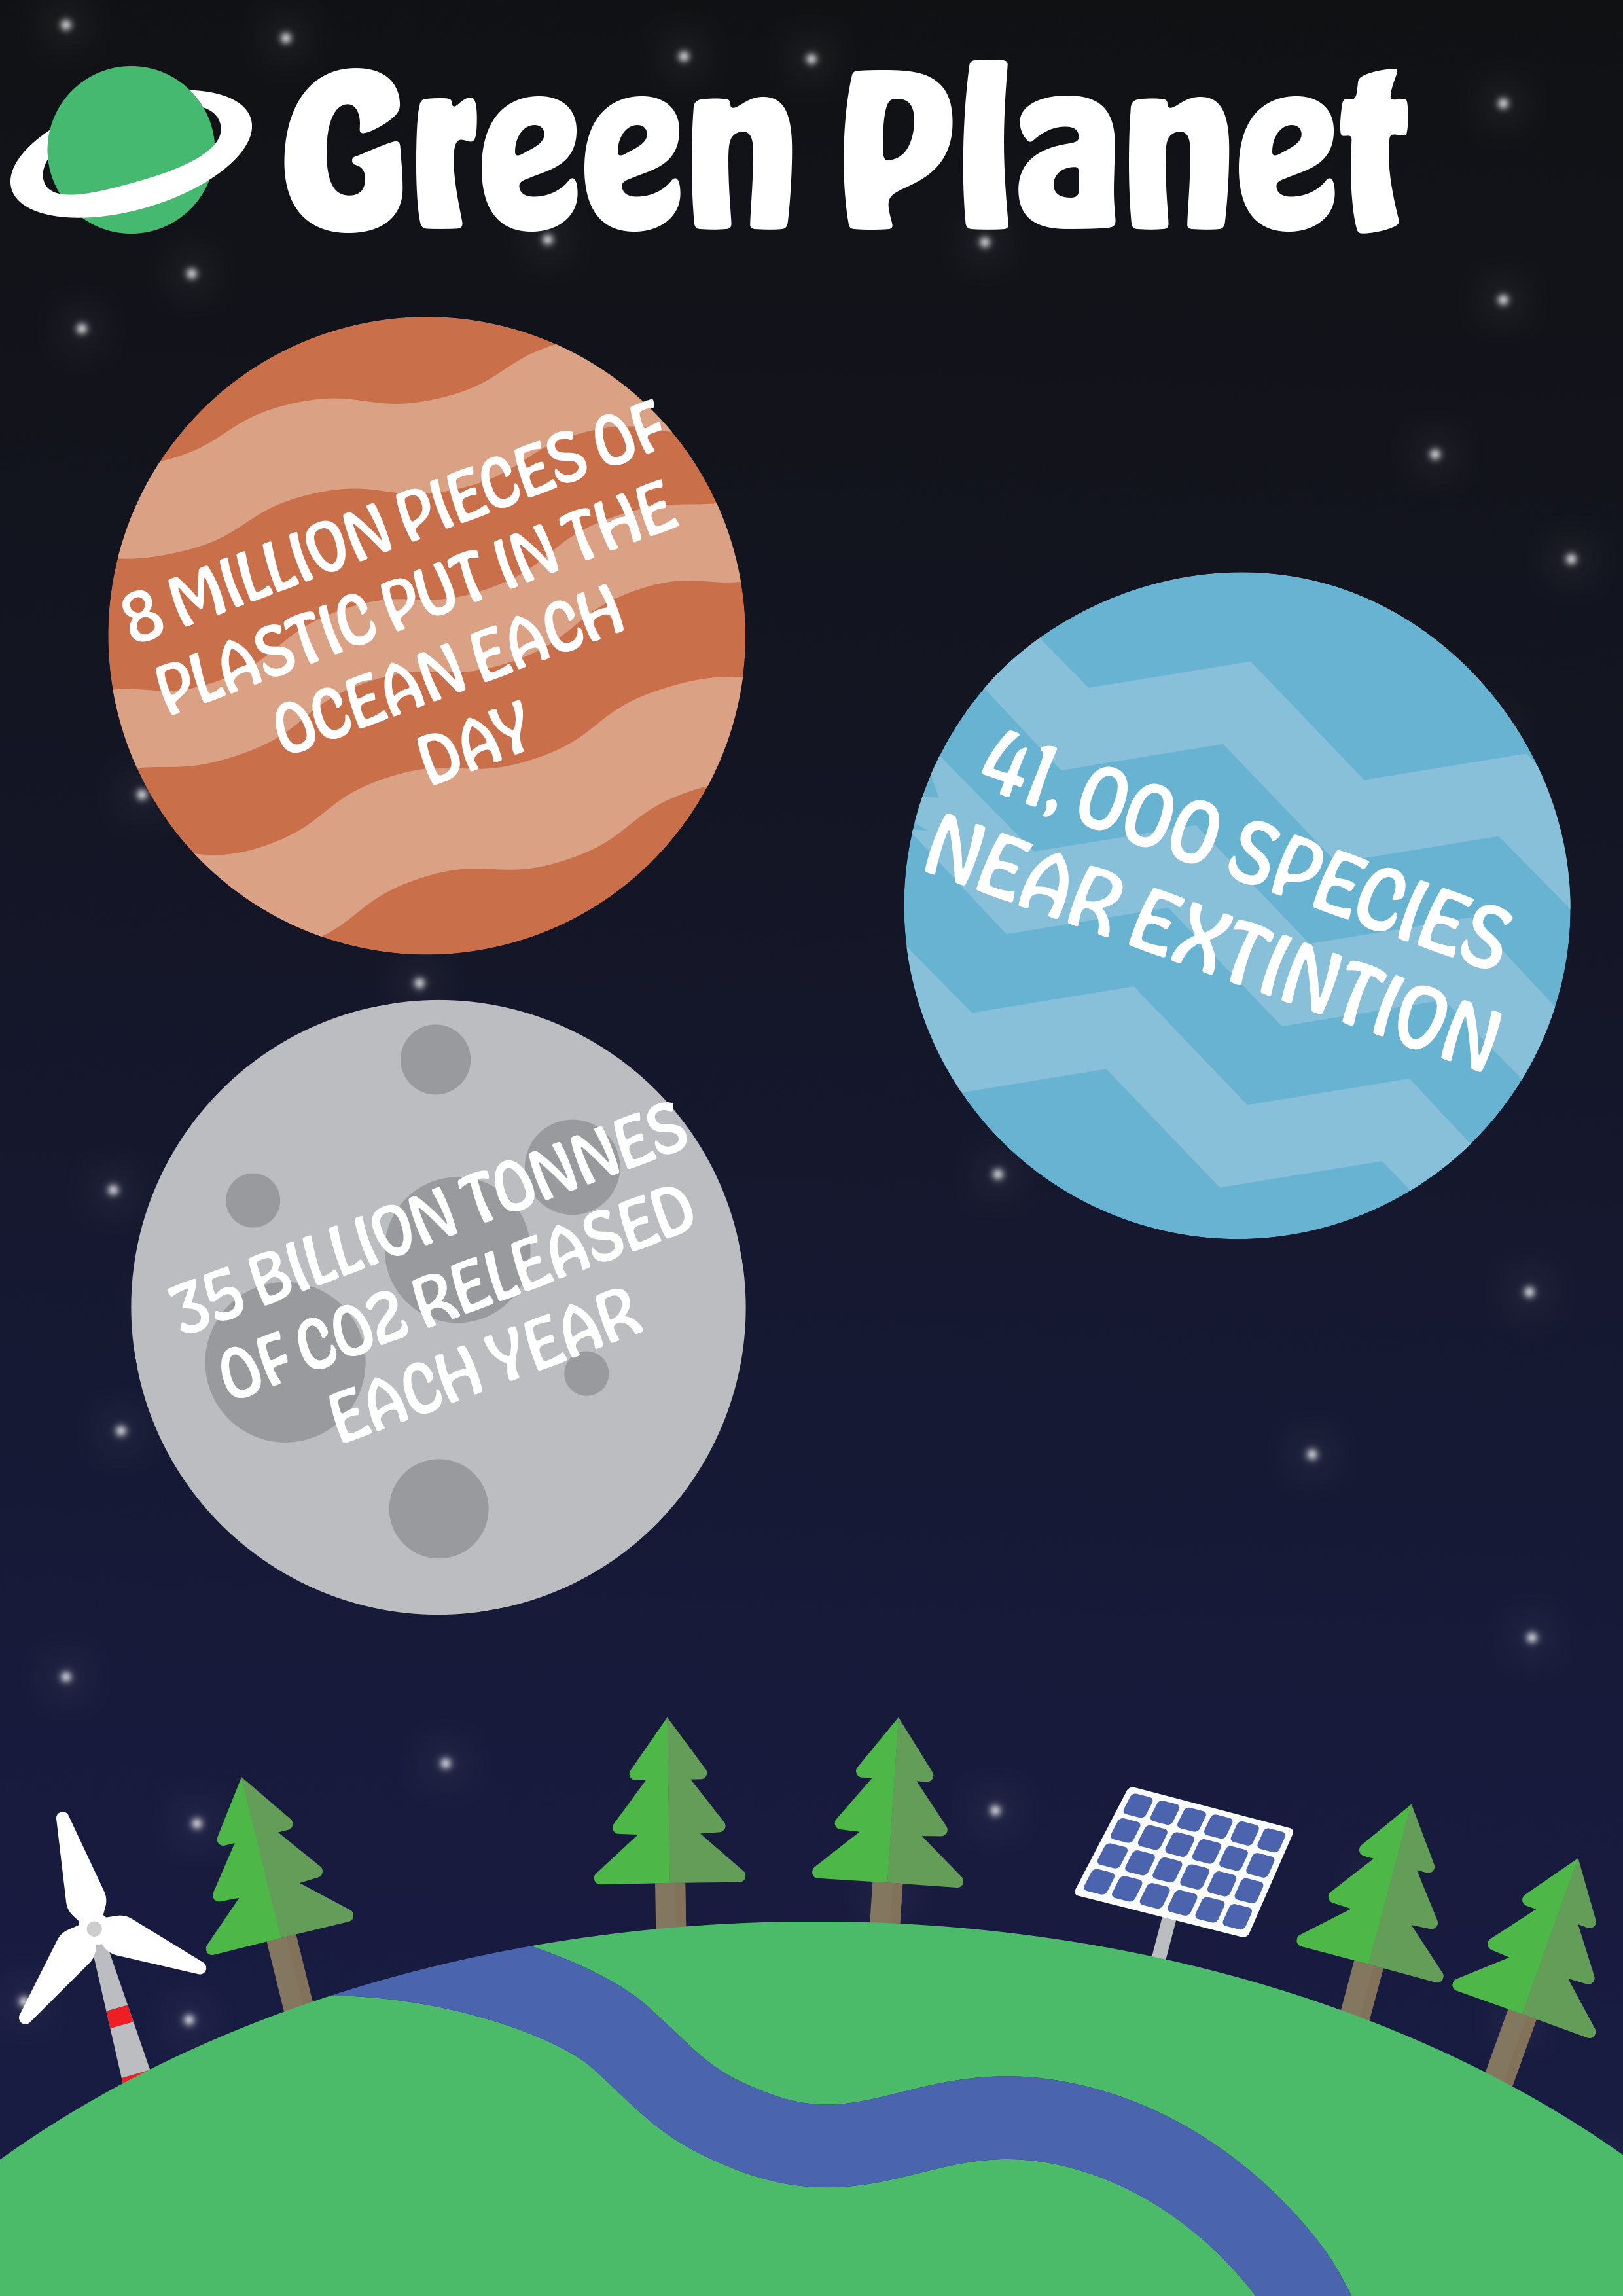 Green Planet
8 MILLION PIECES OF
PLASTIC PUT IN THE
OCEAN EACH
DAY
41, 000 SPECIES
NEAR EXTINTION
35 BILLION TONNES
OF CO2 RELEASED
EACH YEAR